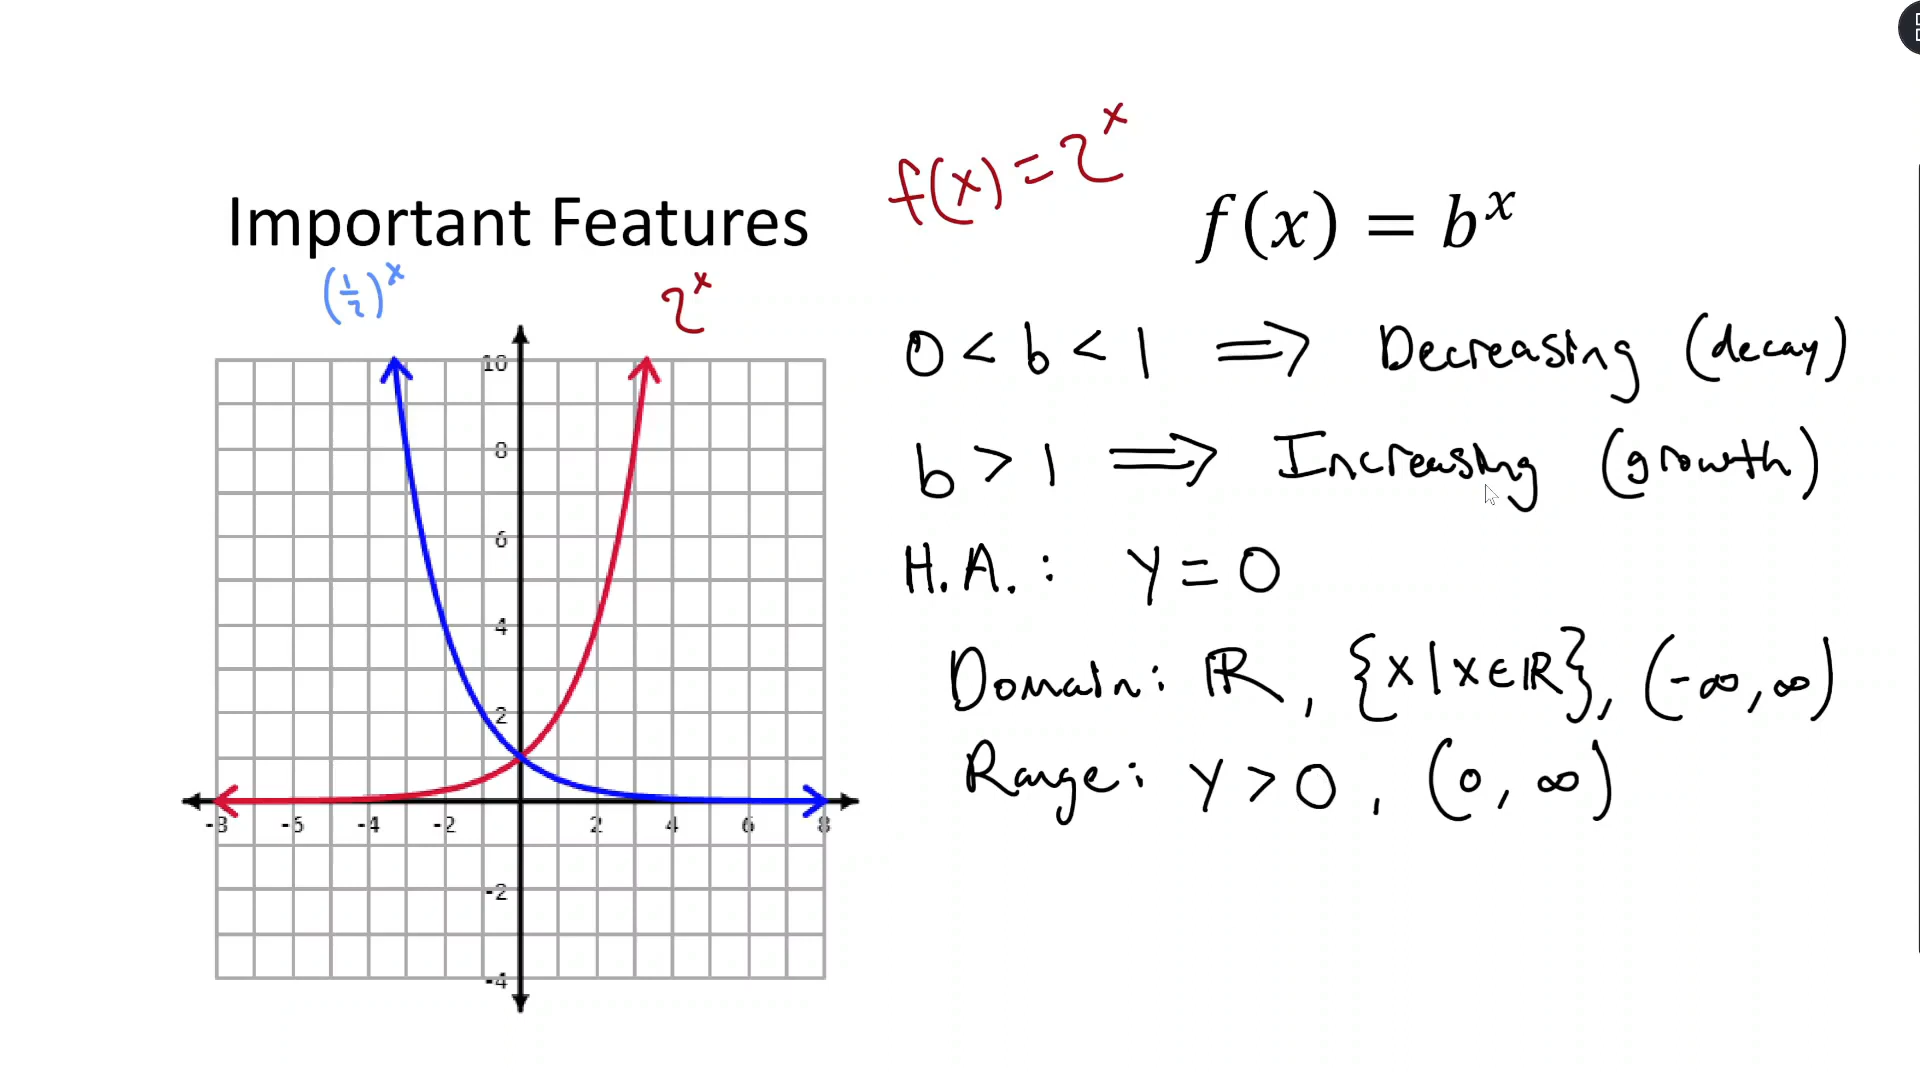 f(x) = 2^x
Important Features
f(x) = b^x
(1/2)^x
2^x
0 < b < 1 ⟹ Decreasing (decay)
b > 1 ⟹ Increasing (growth)
H.A.: y = 0
Domain: ℝ, {x | x ∈ ℝ}, (-∞, ∞)
Range: y > 0, (0, ∞)
10
8
6
4
2
-8 -6 -4 -2 2 4 6 8
-2
-4